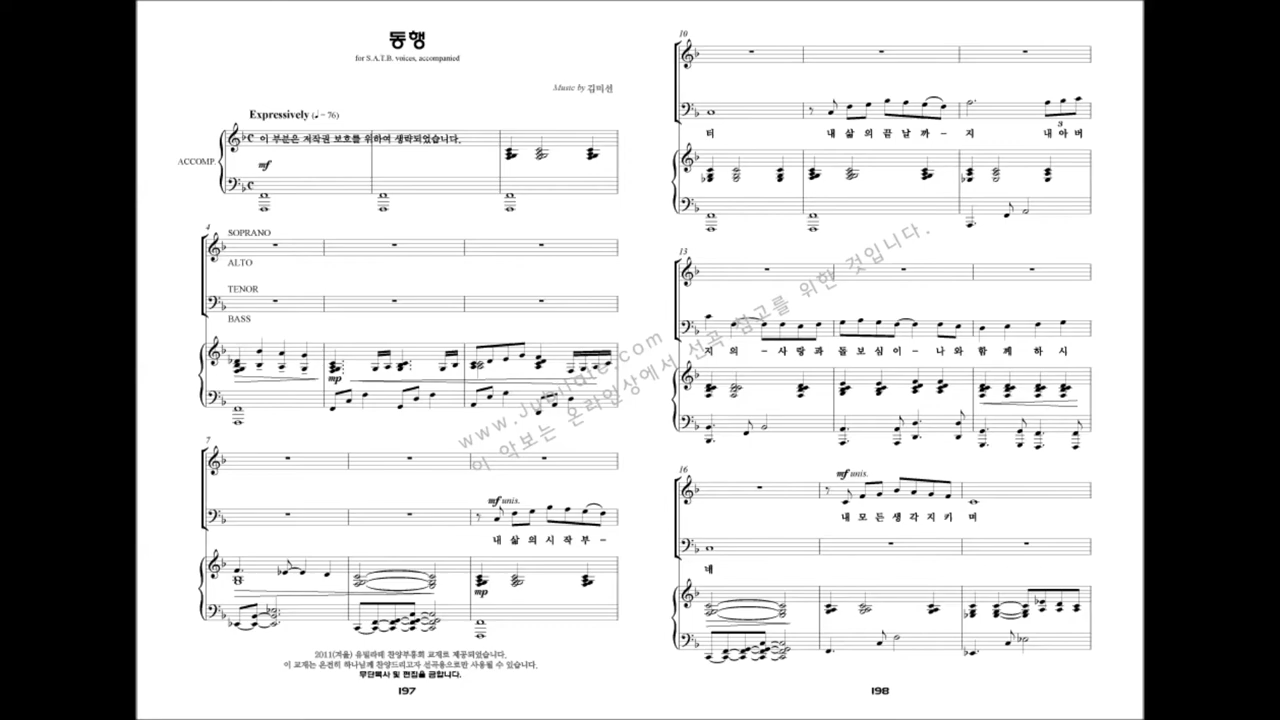 동행
for S.A.T.B. voices, accompanied
Music by 김미선
Expressively (♩= 76)
이 부분은 저작권 보호를 위하여 생략되었습니다.
ACCOMP.
mf
4
SOPRANO
ALTO
TENOR
BASS
mp
7
mf unis.
내 삶 의 시 작 부 -
mp
2011(겨울) 유빌라테 찬양부흥회 교재로 제공되었습니다.
이 교재는 온전히 하나님께 찬양드리고자 선곡용으로만 사용될 수 있습니다.
무단복사 및 편집을 금합니다.
197
10
터 내 삶 의 끝 날 까 - 지 내 아 버
3
13
지 의 - 사 랑 과 돌 보 심 이 - 나 와 함 께 하 시
16
mf unis.
내 모 든 생 각 지 키 며
네
198
www.Jubilate.com
이 악보는 온라인상에서 선곡 참고를 위한 것입니다.